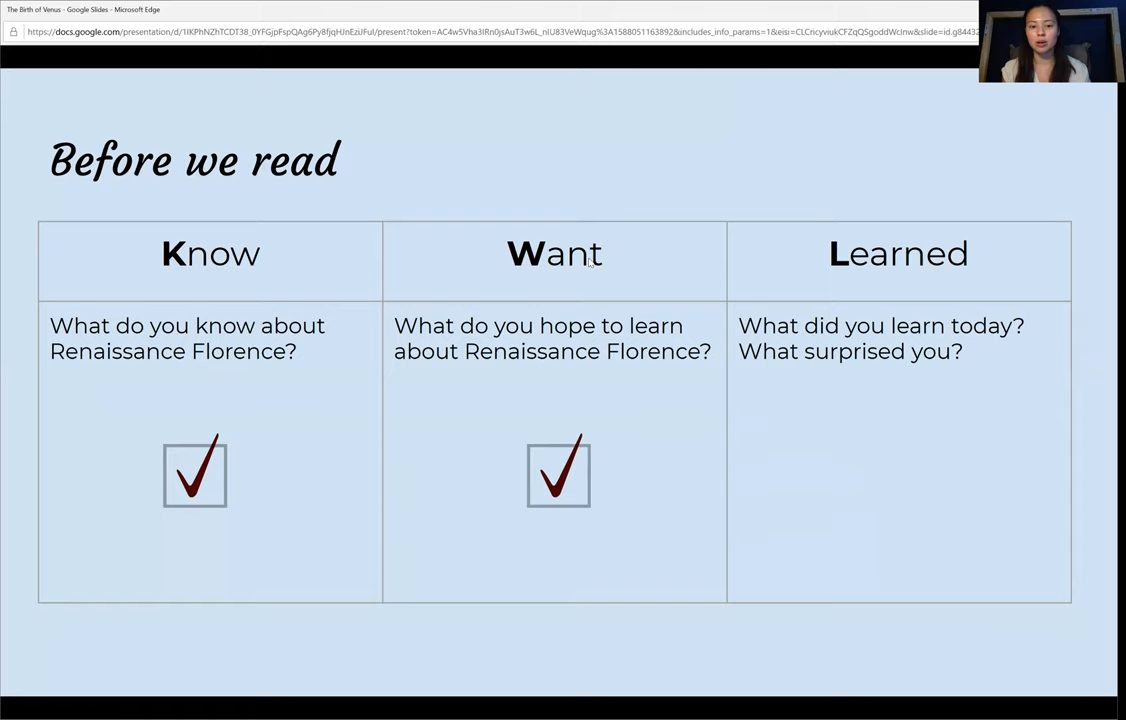 The Birth of Venus - Google Slides - Microsoft Edge
Before we read
Know
Want
Learned
What do you know about
Renaissance Florence?
What do you hope to learn
about Renaissance Florence?
What did you learn today?
What surprised you?